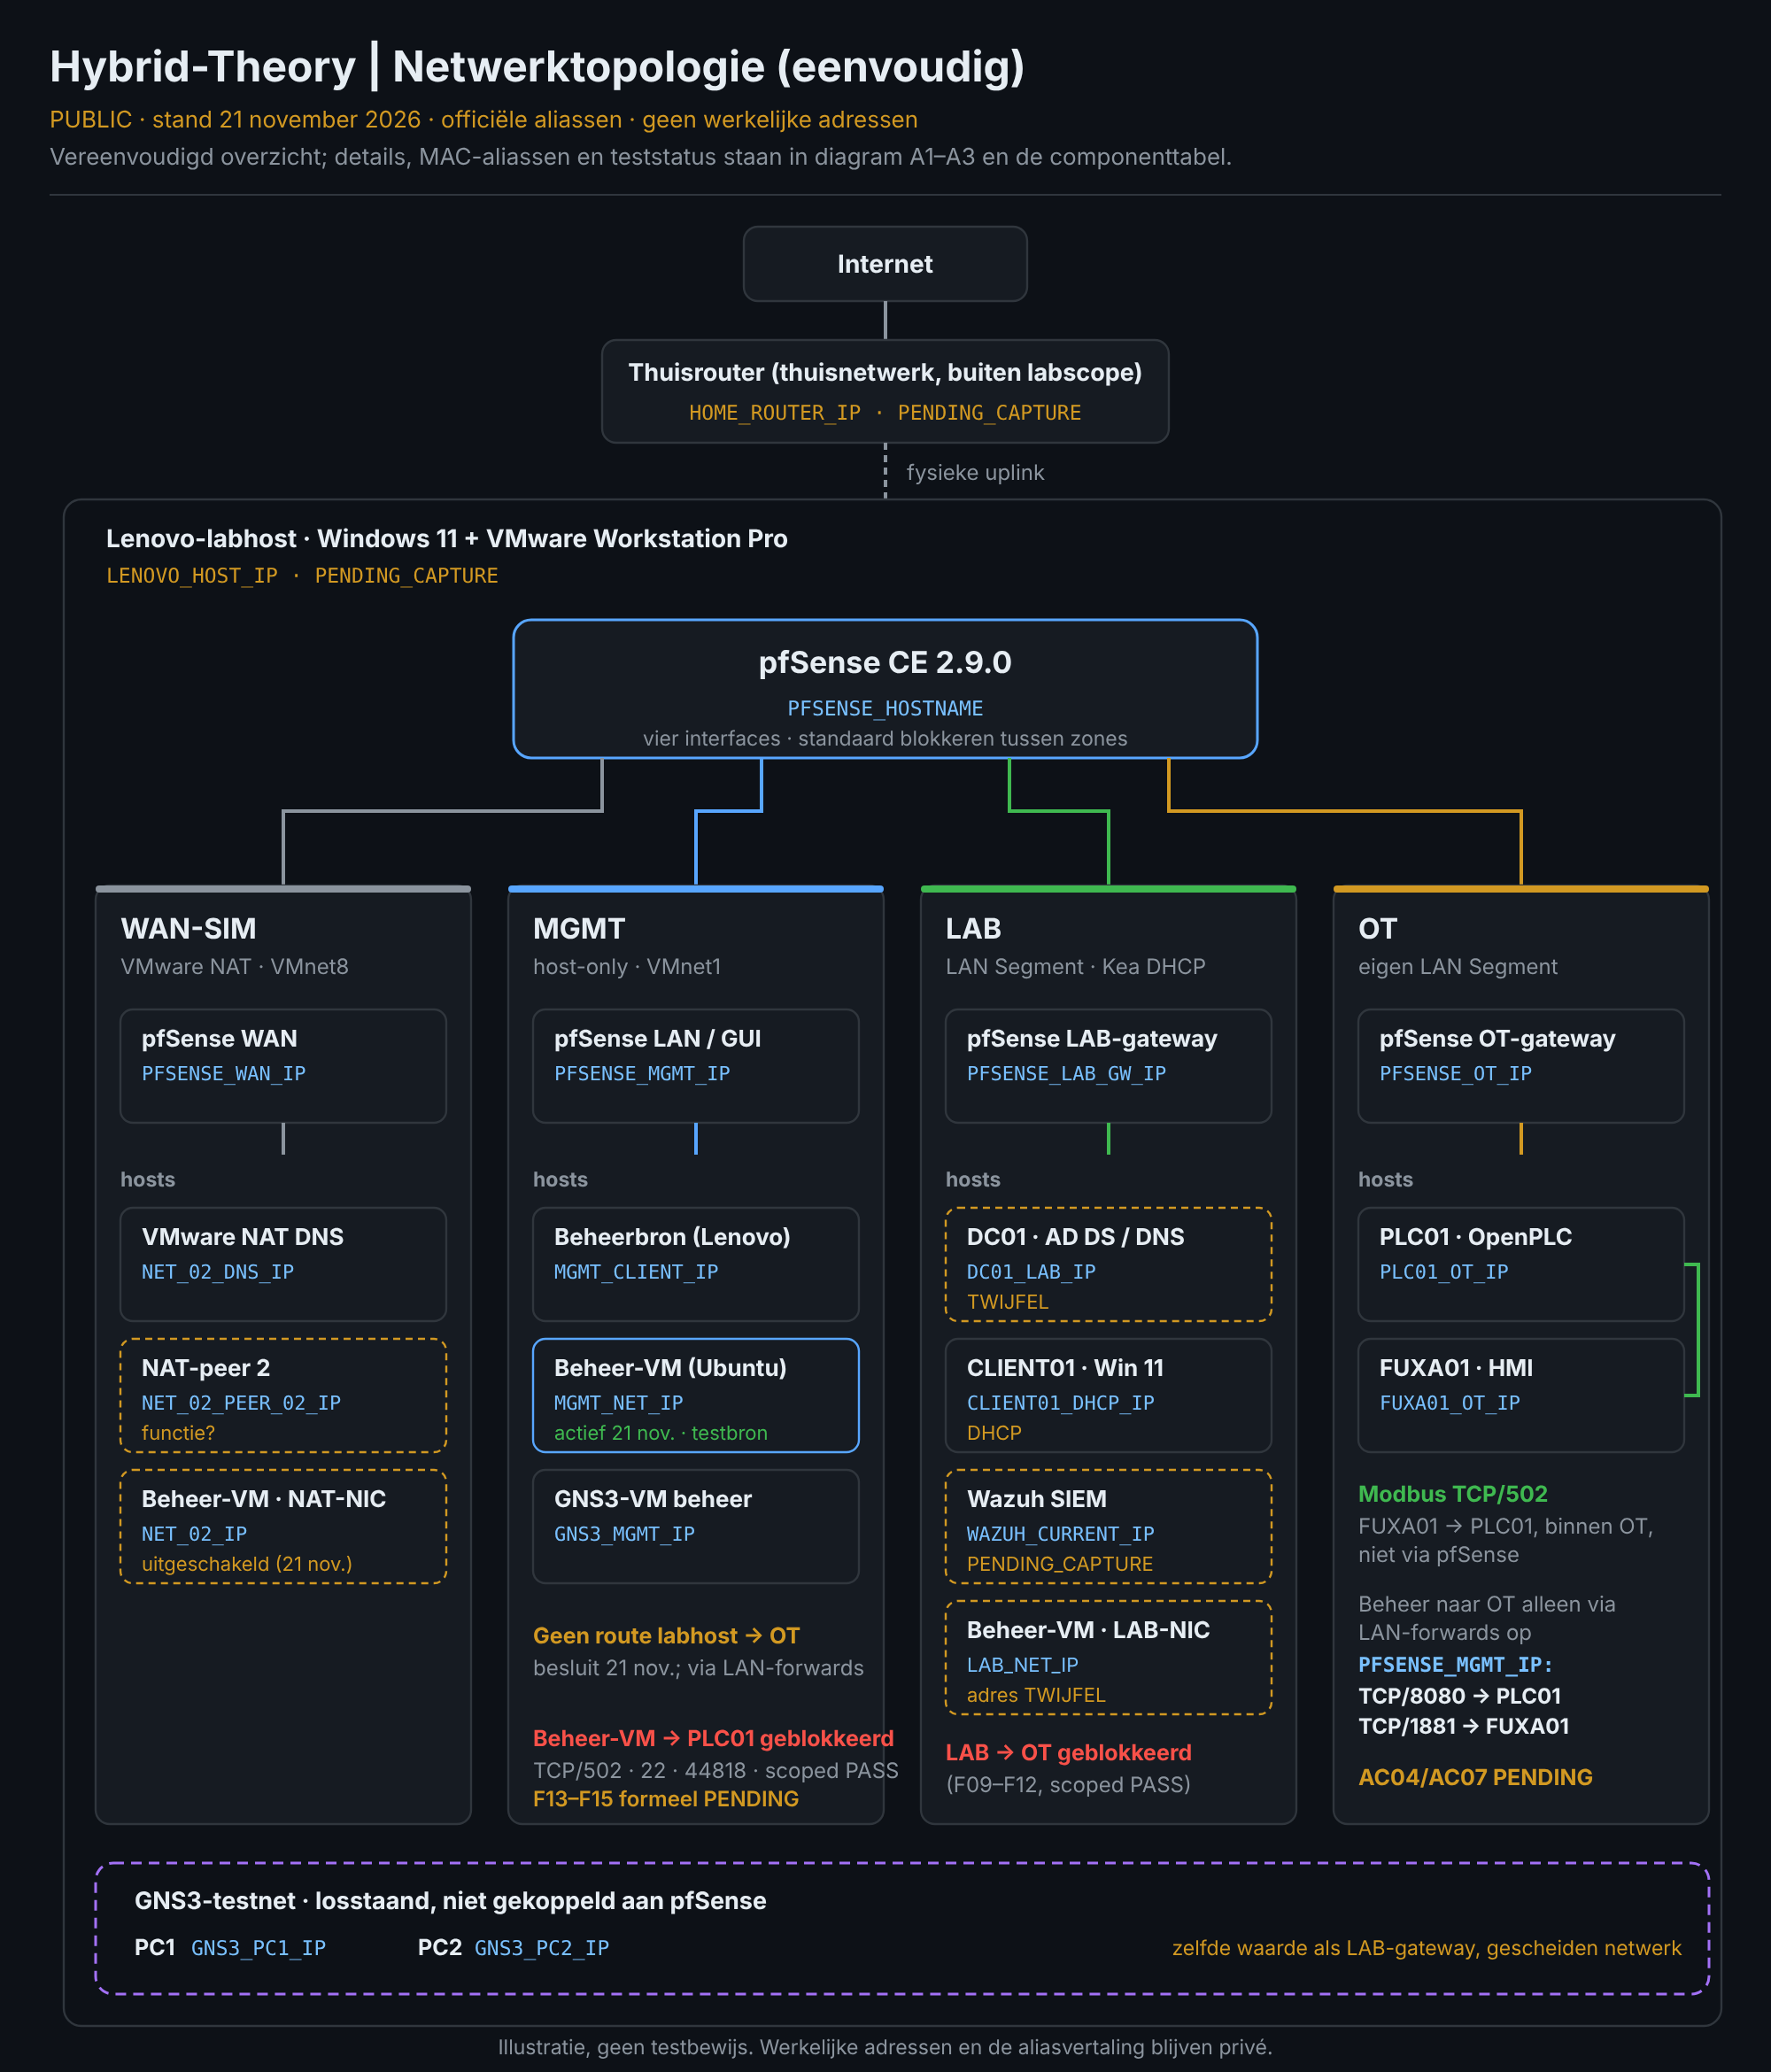 Hybrid-Theory | Netwerktopologie (eenvoudig)
PUBLIC · stand 21 november 2026 · officiële aliassen · geen werkelijke adressen
Vereenvoudigd overzicht; details, MAC-aliassen en teststatus staan in diagram A1–A3 en de componenttabel.
Internet
Thuisrouter (thuisnetwerk, buiten labscope)
HOME_ROUTER_IP · PENDING_CAPTURE
fysieke uplink
Lenovo-labhost · Windows 11 + VMware Workstation Pro
LENOVO_HOST_IP · PENDING_CAPTURE
pfSense CE 2.9.0
PFSENSE_HOSTNAME
vier interfaces · standaard blokkeren tussen zones
WAN-SIM
VMware NAT · VMnet8
pfSense WAN
PFSENSE_WAN_IP
hosts
VMware NAT DNS
NET_02_DNS_IP
NAT-peer 2
NET_02_PEER_02_IP
functie?
Beheer-VM · NAT-NIC
NET_02_IP
uitgeschakeld (21 nov.)
MGMT
host-only · VMnet1
pfSense LAN / GUI
PFSENSE_MGMT_IP
hosts
Beheerbron (Lenovo)
MGMT_CLIENT_IP
Beheer-VM (Ubuntu)
MGMT_NET_IP
actief 21 nov. · testbron
GNS3-VM beheer
GNS3_MGMT_IP
Geen route labhost → OT
besluit 21 nov.; via LAN-forwards
Beheer-VM → PLC01 geblokkeerd
TCP/502 · 22 · 44818 · scoped PASS
F13–F15 formeel PENDING
LAB
LAN Segment · Kea DHCP
pfSense LAB-gateway
PFSENSE_LAB_GW_IP
hosts
DC01 · AD DS / DNS
DC01_LAB_IP
TWIJFEL
CLIENT01 · Win 11
CLIENT01_DHCP_IP
DHCP
Wazuh SIEM
WAZUH_CURRENT_IP
PENDING_CAPTURE
Beheer-VM · LAB-NIC
LAB_NET_IP
adres TWIJFEL
LAB → OT geblokkeerd
(F09–F12, scoped PASS)
OT
eigen LAN Segment
pfSense OT-gateway
PFSENSE_OT_IP
hosts
PLC01 · OpenPLC
PLC01_OT_IP
FUXA01 · HMI
FUXA01_OT_IP
Modbus TCP/502
FUXA01 → PLC01, binnen OT,
niet via pfSense
Beheer naar OT alleen via
LAN-forwards op
PFSENSE_MGMT_IP:
TCP/8080 → PLC01
TCP/1881 → FUXA01
AC04/AC07 PENDING
GNS3-testnet · losstaand, niet gekoppeld aan pfSense
PC1 GNS3_PC1_IP PC2 GNS3_PC2_IP zelfde waarde als LAB-gateway, gescheiden netwerk
Illustratie, geen testbewijs. Werkelijke adressen en de aliasvertaling blijven privé.